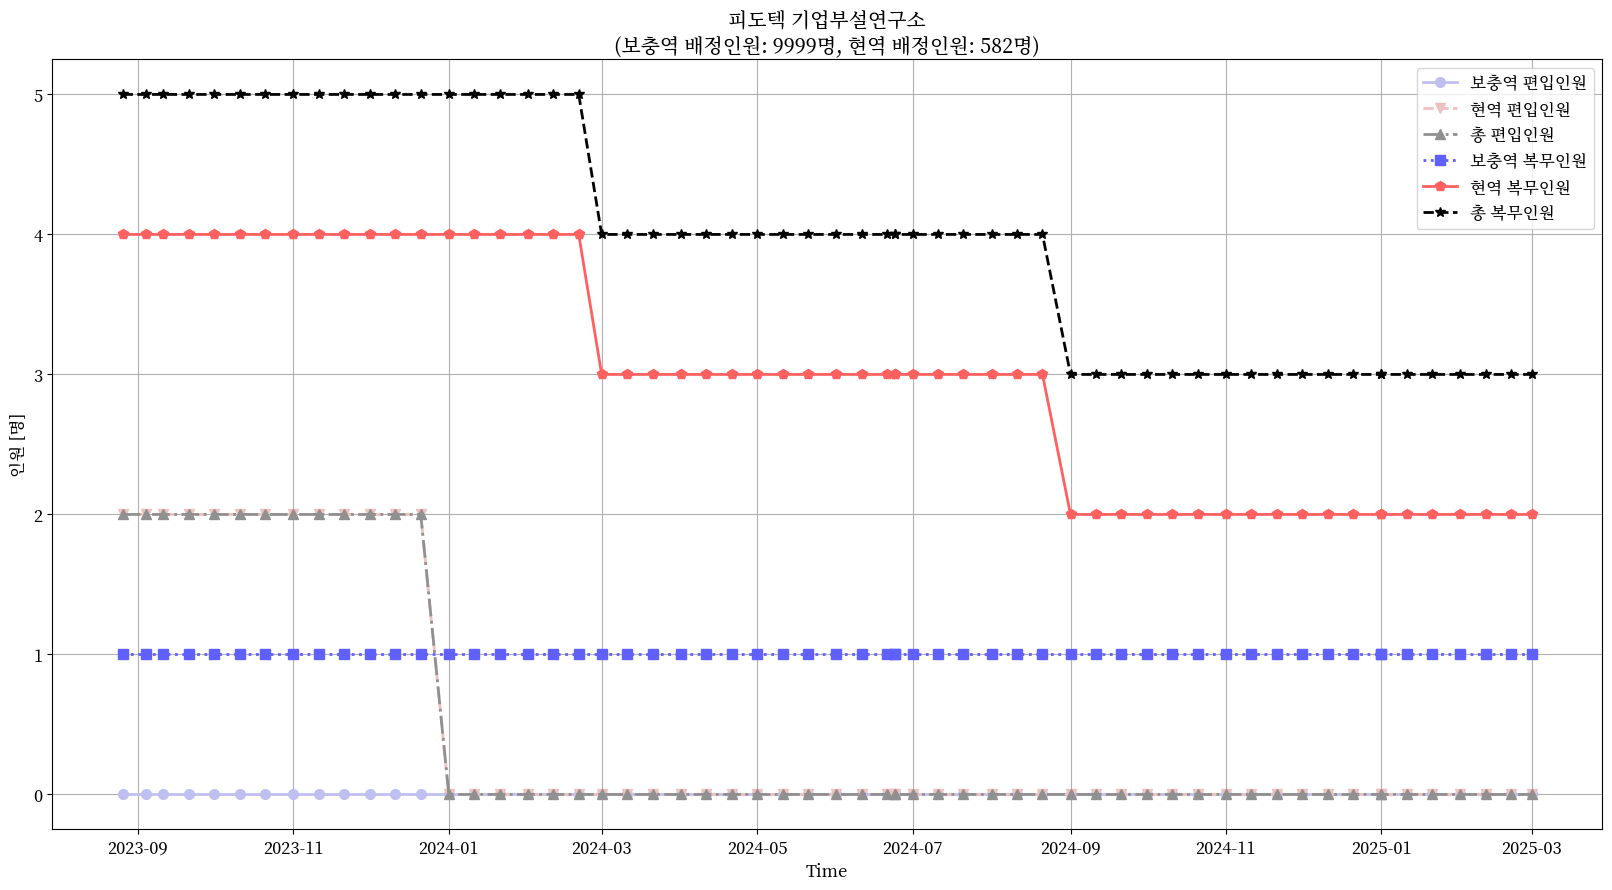 피도텍 기업부설연구소
(보충역 배정인원: 9999명, 현역 배정인원: 582명)
보충역 편입인원
현역 편입인원
총 편입인원
보충역 복무인원
현역 복무인원
총 복무인원
인원 [명]
5
4
3
2
1
0
2023-09
2023-11
2024-01
2024-03
2024-05
2024-07
2024-09
2024-11
2025-01
2025-03
Time